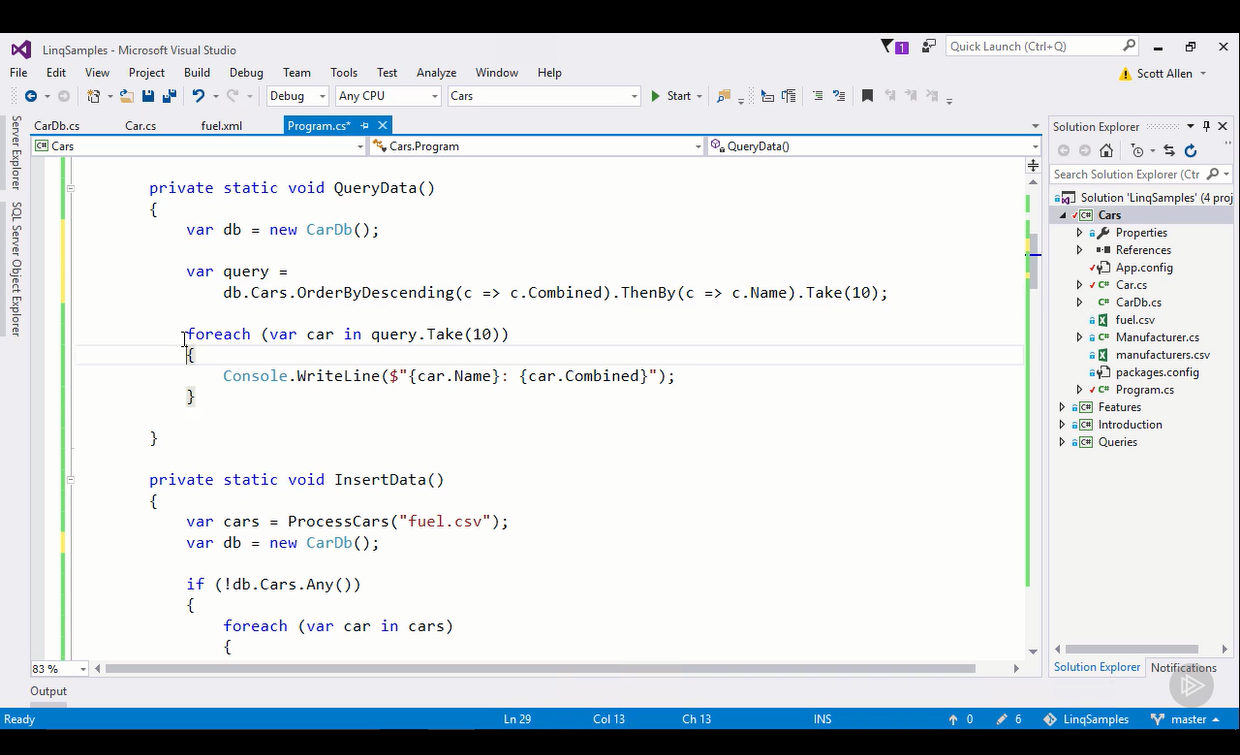 LinqSamples - Microsoft Visual Studio
1
Quick Launch (Ctrl+Q)
File Edit View Project Build Debug Team Tools Test Analyze Window Help
Scott Allen
Debug Any CPU Cars Start
CarDb.cs Car.cs fuel.xml Program.cs*
Cars Cars.Program QueryData()
Server Explorer
SQL Server Object Explorer
private static void QueryData()
{
var db = new CarDb();
var query =
db.Cars.OrderByDescending(c => c.Combined).ThenBy(c => c.Name).Take(10);
foreach (var car in query.Take(10))
{
Console.WriteLine($"{car.Name}: {car.Combined}");
}
}
private static void InsertData()
{
var cars = ProcessCars("fuel.csv");
var db = new CarDb();
if (!db.Cars.Any())
{
foreach (var car in cars)
{
83 %
Solution Explorer
Search Solution Explorer (Ctr
Solution 'LinqSamples' (4 proj
C# Cars
Properties
References
App.config
C# Car.cs
C# CarDb.cs
fuel.csv
C# Manufacturer.cs
manufacturers.csv
packages.config
C# Program.cs
C# Features
C# Introduction
C# Queries
Solution Explorer Notifications
Output
Ready Ln 29 Col 13 Ch 13 INS 0 6 LinqSamples master